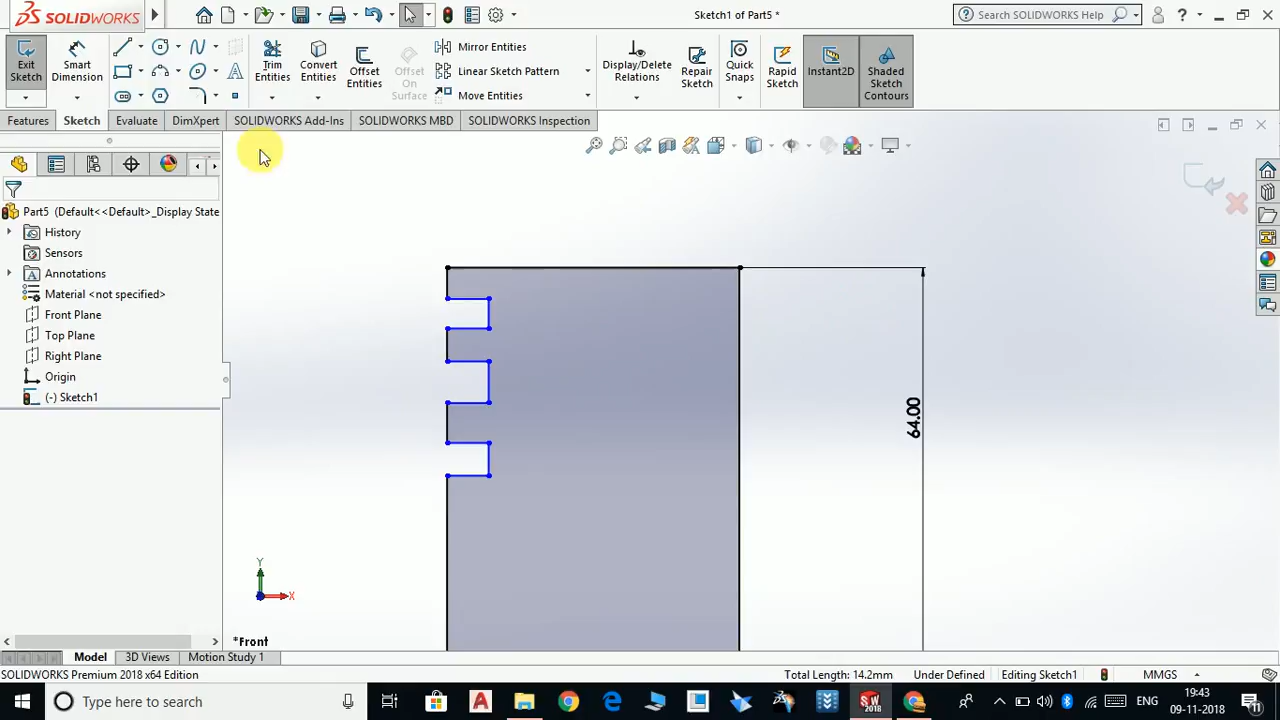 SOLIDWORKS
Sketch1 of Part5 *
Search SOLIDWORKS Help
Exit Sketch
Smart Dimension
Trim Entities
Convert Entities
Offset Entities
Offset On Surface
Mirror Entities
Linear Sketch Pattern
Move Entities
Display/Delete Relations
Repair Sketch
Quick Snaps
Rapid Sketch
Instant2D
Shaded Sketch Contours
Features
Sketch
Evaluate
DimXpert
SOLIDWORKS Add-Ins
SOLIDWORKS MBD
SOLIDWORKS Inspection
Part5 (Default<<Default>_Display State
History
Sensors
Annotations
Material <not specified>
Front Plane
Top Plane
Right Plane
Origin
(-) Sketch1
64.00
Y
X
*Front
Model
3D Views
Motion Study 1
SOLIDWORKS Premium 2018 x64 Edition
Total Length: 14.2mm
Under Defined
Editing Sketch1
MMGS
Type here to search
ENG
19:43
09-11-2018